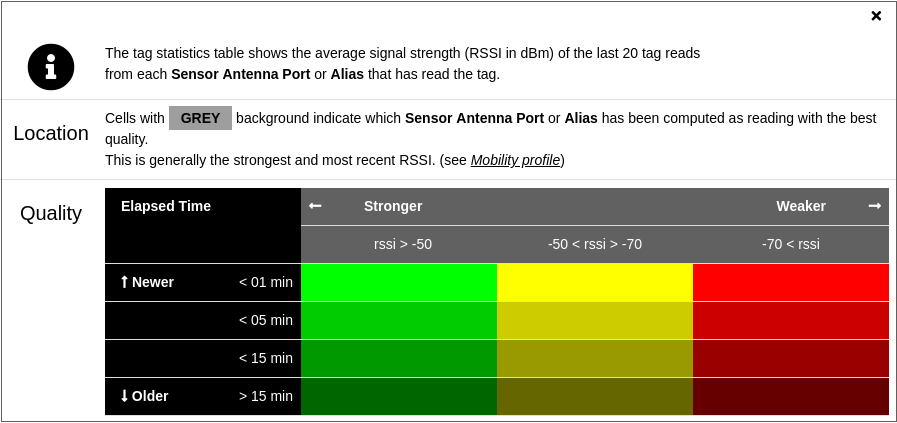 The tag statistics table shows the average signal strength (RSSI in dBm) of the last 20 tag reads
from each Sensor Antenna Port or Alias that has read the tag.
Location
Cells with GREY background indicate which Sensor Antenna Port or Alias has been computed as reading with the best
quality.
This is generally the strongest and most recent RSSI. (see Mobility profile)
Quality
Elapsed Time ← Stronger Weaker →
rssi > -50 -50 < rssi > -70 -70 < rssi
↑ Newer < 01 min
< 05 min
< 15 min
↓ Older > 15 min